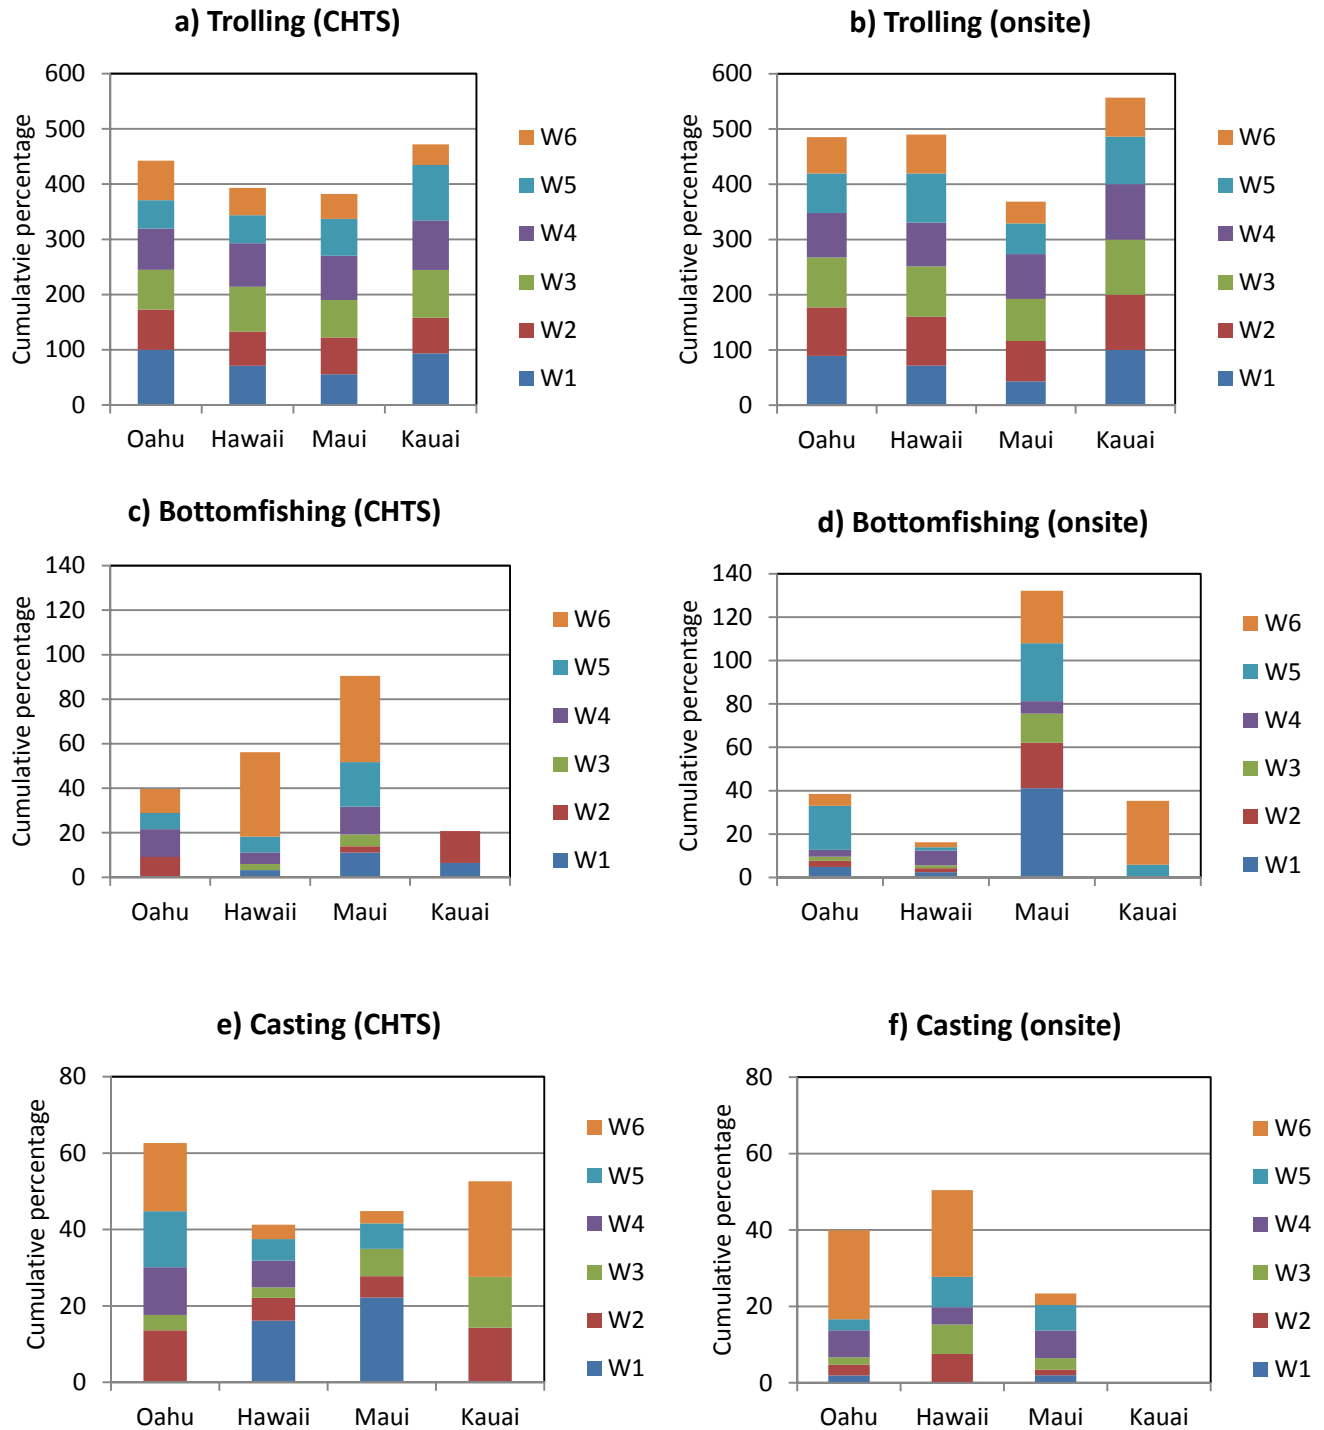 a) Trolling (CHTS)
Cumulatvie percentage
600
500
400
300
200
100
0
Oahu Hawaii Maui Kauai
W6
W5
W4
W3
W2
W1
b) Trolling (onsite)
Cumulative percentage
600
500
400
300
200
100
0
Oahu Hawaii Maui Kauai
W6
W5
W4
W3
W2
W1
c) Bottomfishing (CHTS)
Cumulative percentage
140
120
100
80
60
40
20
0
Oahu Hawaii Maui Kauai
W6
W5
W4
W3
W2
W1
d) Bottomfishing (onsite)
Cumulative percentage
140
120
100
80
60
40
20
0
Oahu Hawaii Maui Kauai
W6
W5
W4
W3
W2
W1
e) Casting (CHTS)
Cumulative percentage
80
60
40
20
0
Oahu Hawaii Maui Kauai
W6
W5
W4
W3
W2
W1
f) Casting (onsite)
Cumulative percentage
80
60
40
20
0
Oahu Hawaii Maui Kauai
W6
W5
W4
W3
W2
W1